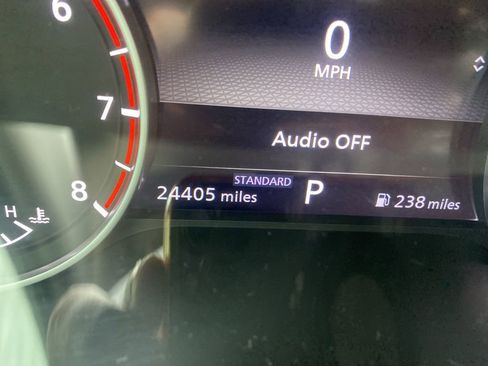 6
0
MPH
7
Audio OFF
8
STANDARD
24405 miles
P
238 miles
H